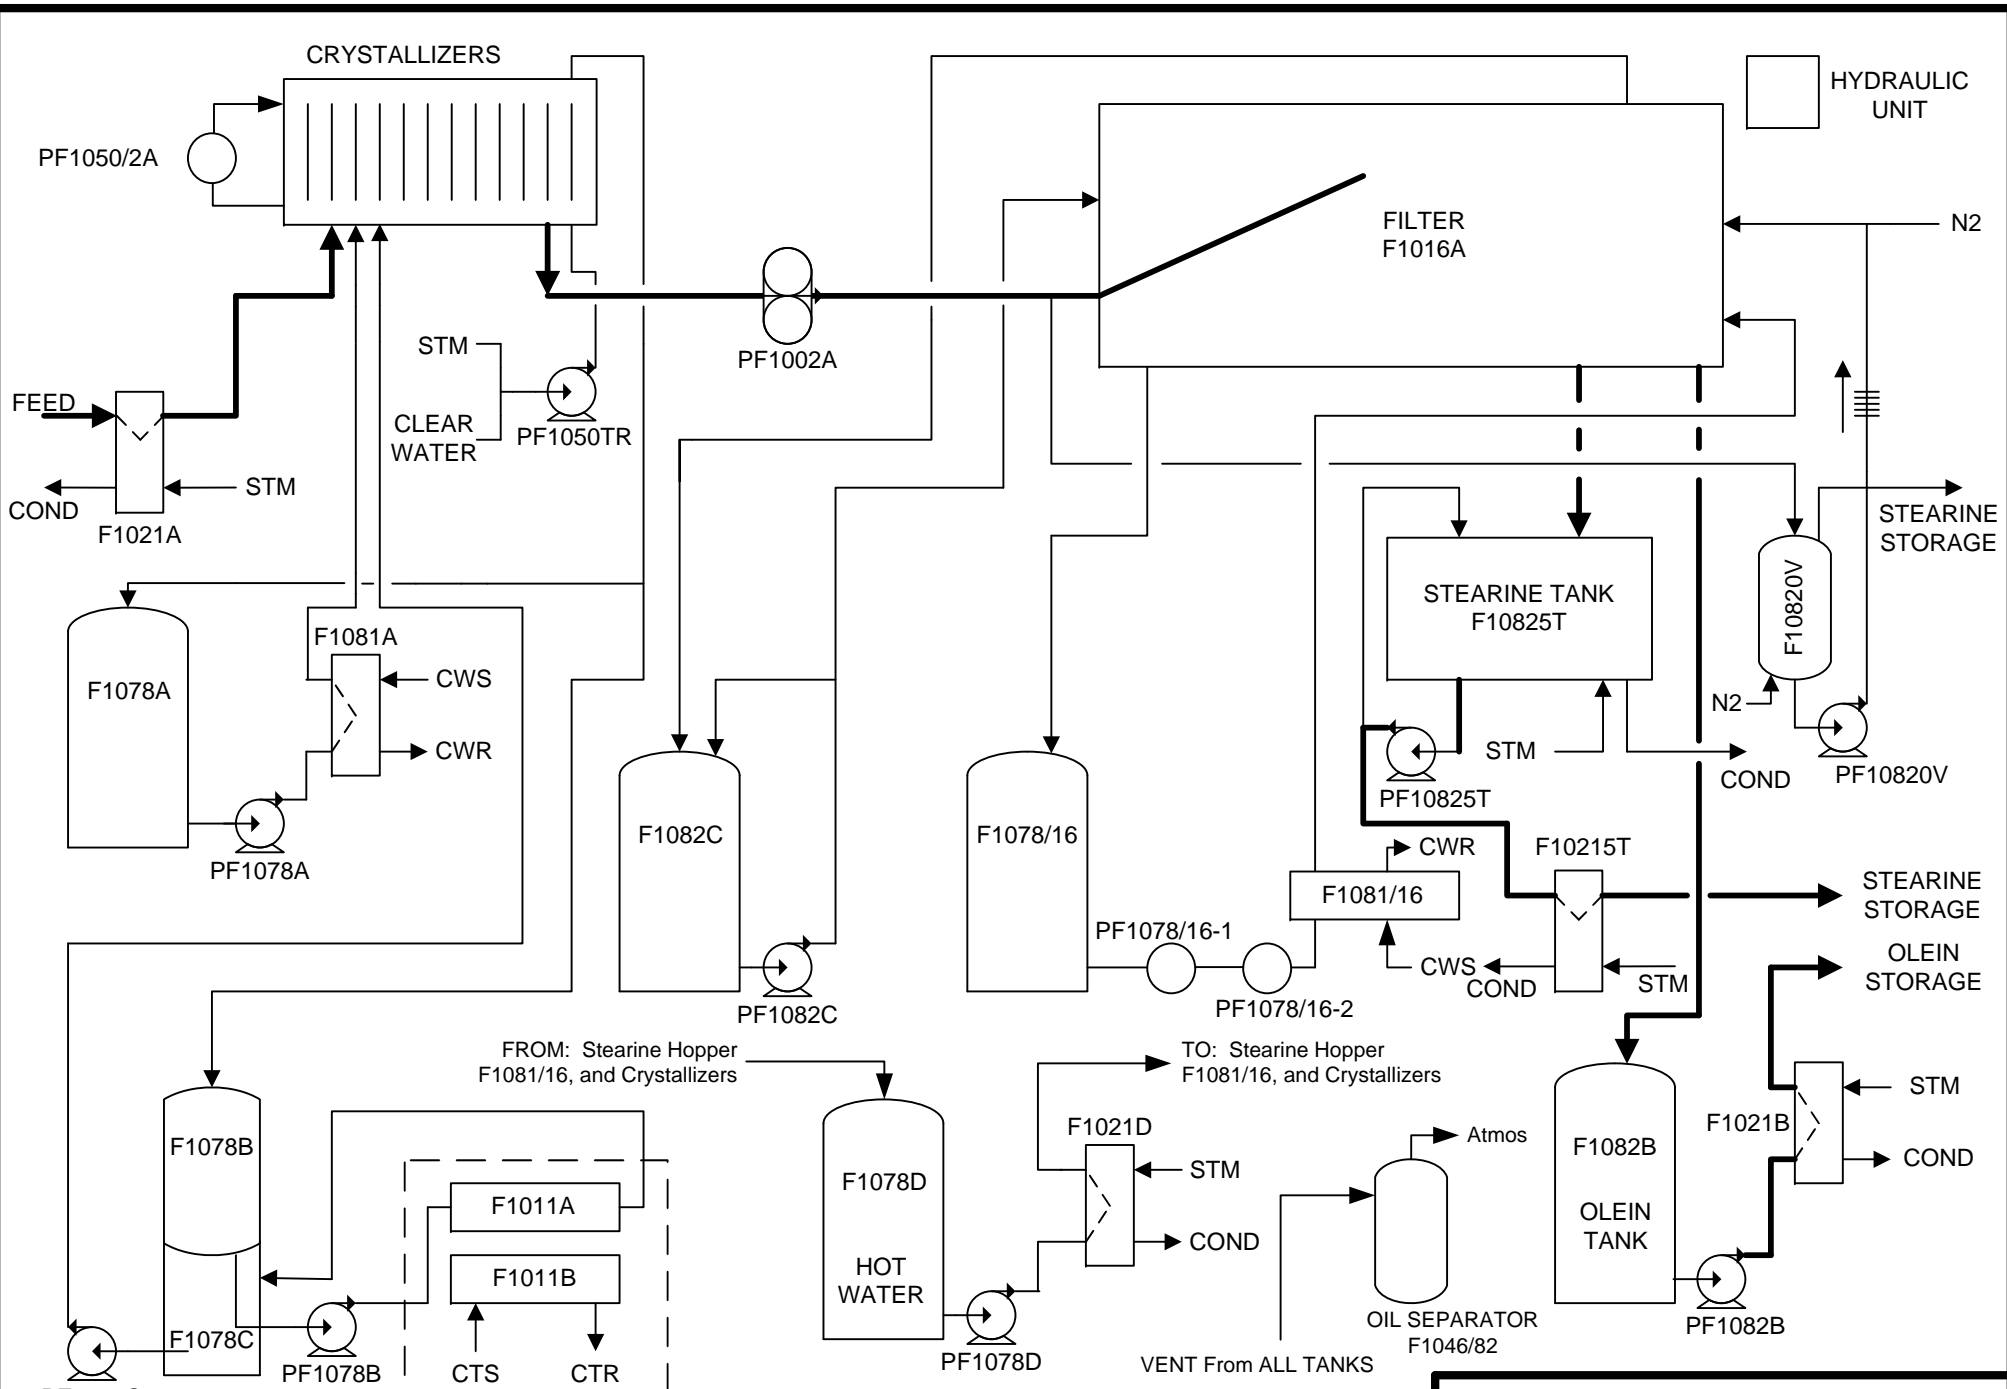 CRYSTALLIZERS
HYDRAULIC
UNIT
PF1050/2A
FILTER
F1016A
N2
STM
PF1002A
FEED
CLEAR
WATER
PF1050TR
STM
COND
F1021A
STEARINE
STORAGE
STEARINE TANK
F10825T
F10820V
F1081A
F1078A
CWS
CWR
N2
STM
COND
PF10820V
PF10825T
F1082C
F1078/16
CWR
F10215T
PF1078A
F1081/16
STEARINE
STORAGE
PF1078/16-1
CWS
COND
STM
OLEIN
STORAGE
PF1082C
PF1078/16-2
FROM: Stearine Hopper
F1081/16, and Crystallizers
TO: Stearine Hopper
F1081/16, and Crystallizers
STM
F1021B
COND
F1078B
F1021D
STM
COND
Atmos
F1082B
OLEIN
TANK
F1078D
HOT
WATER
F1011A
F1011B
F1078C
PF1078B
CTS
CTR
PF1078D
OIL SEPARATOR
F1046/82
VENT From ALL TANKS
PF1082B